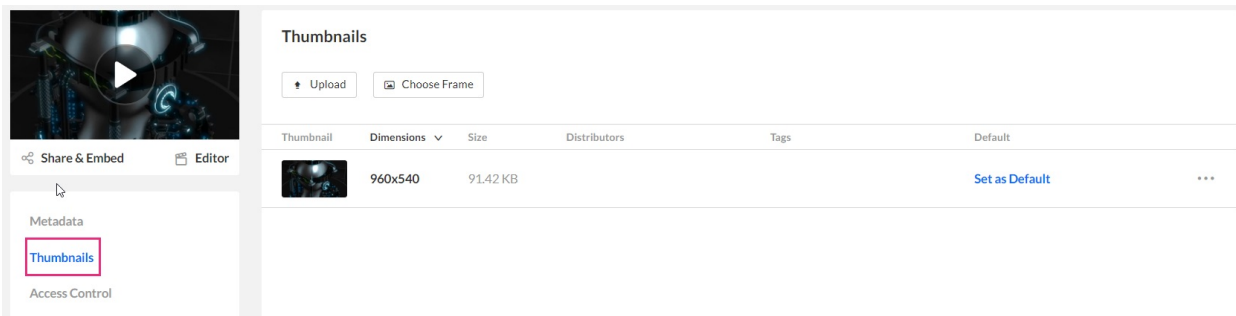 Share & Embed
Editor
Metadata
Thumbnails
Access Control
Thumbnails
Upload
Choose Frame
Thumbnail Dimensions Size Distributors Tags Default
960x540 91.42 KB Set as Default